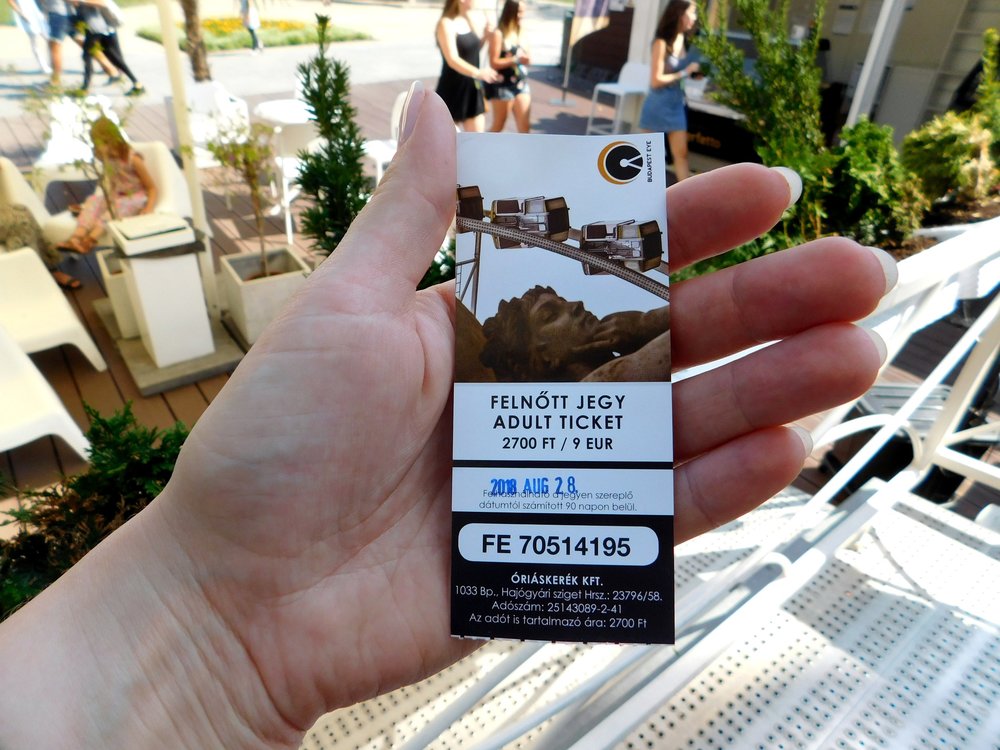 BUDAPEST EYE
FELNŐTT JEGY
ADULT TICKET
2700 FT / 9 EUR
2018 AUG 28.
Felhasználható a jegyen szereplő
dátumtól számított 90 napon belül.
FE 70514195
ÓRIÁSKERÉK KFT.
1033 Bp., Hajógyári sziget Hrsz.: 23796/58.
Adószám: 25143089-2-41
Az adót is tartalmazó ára: 2700 Ft